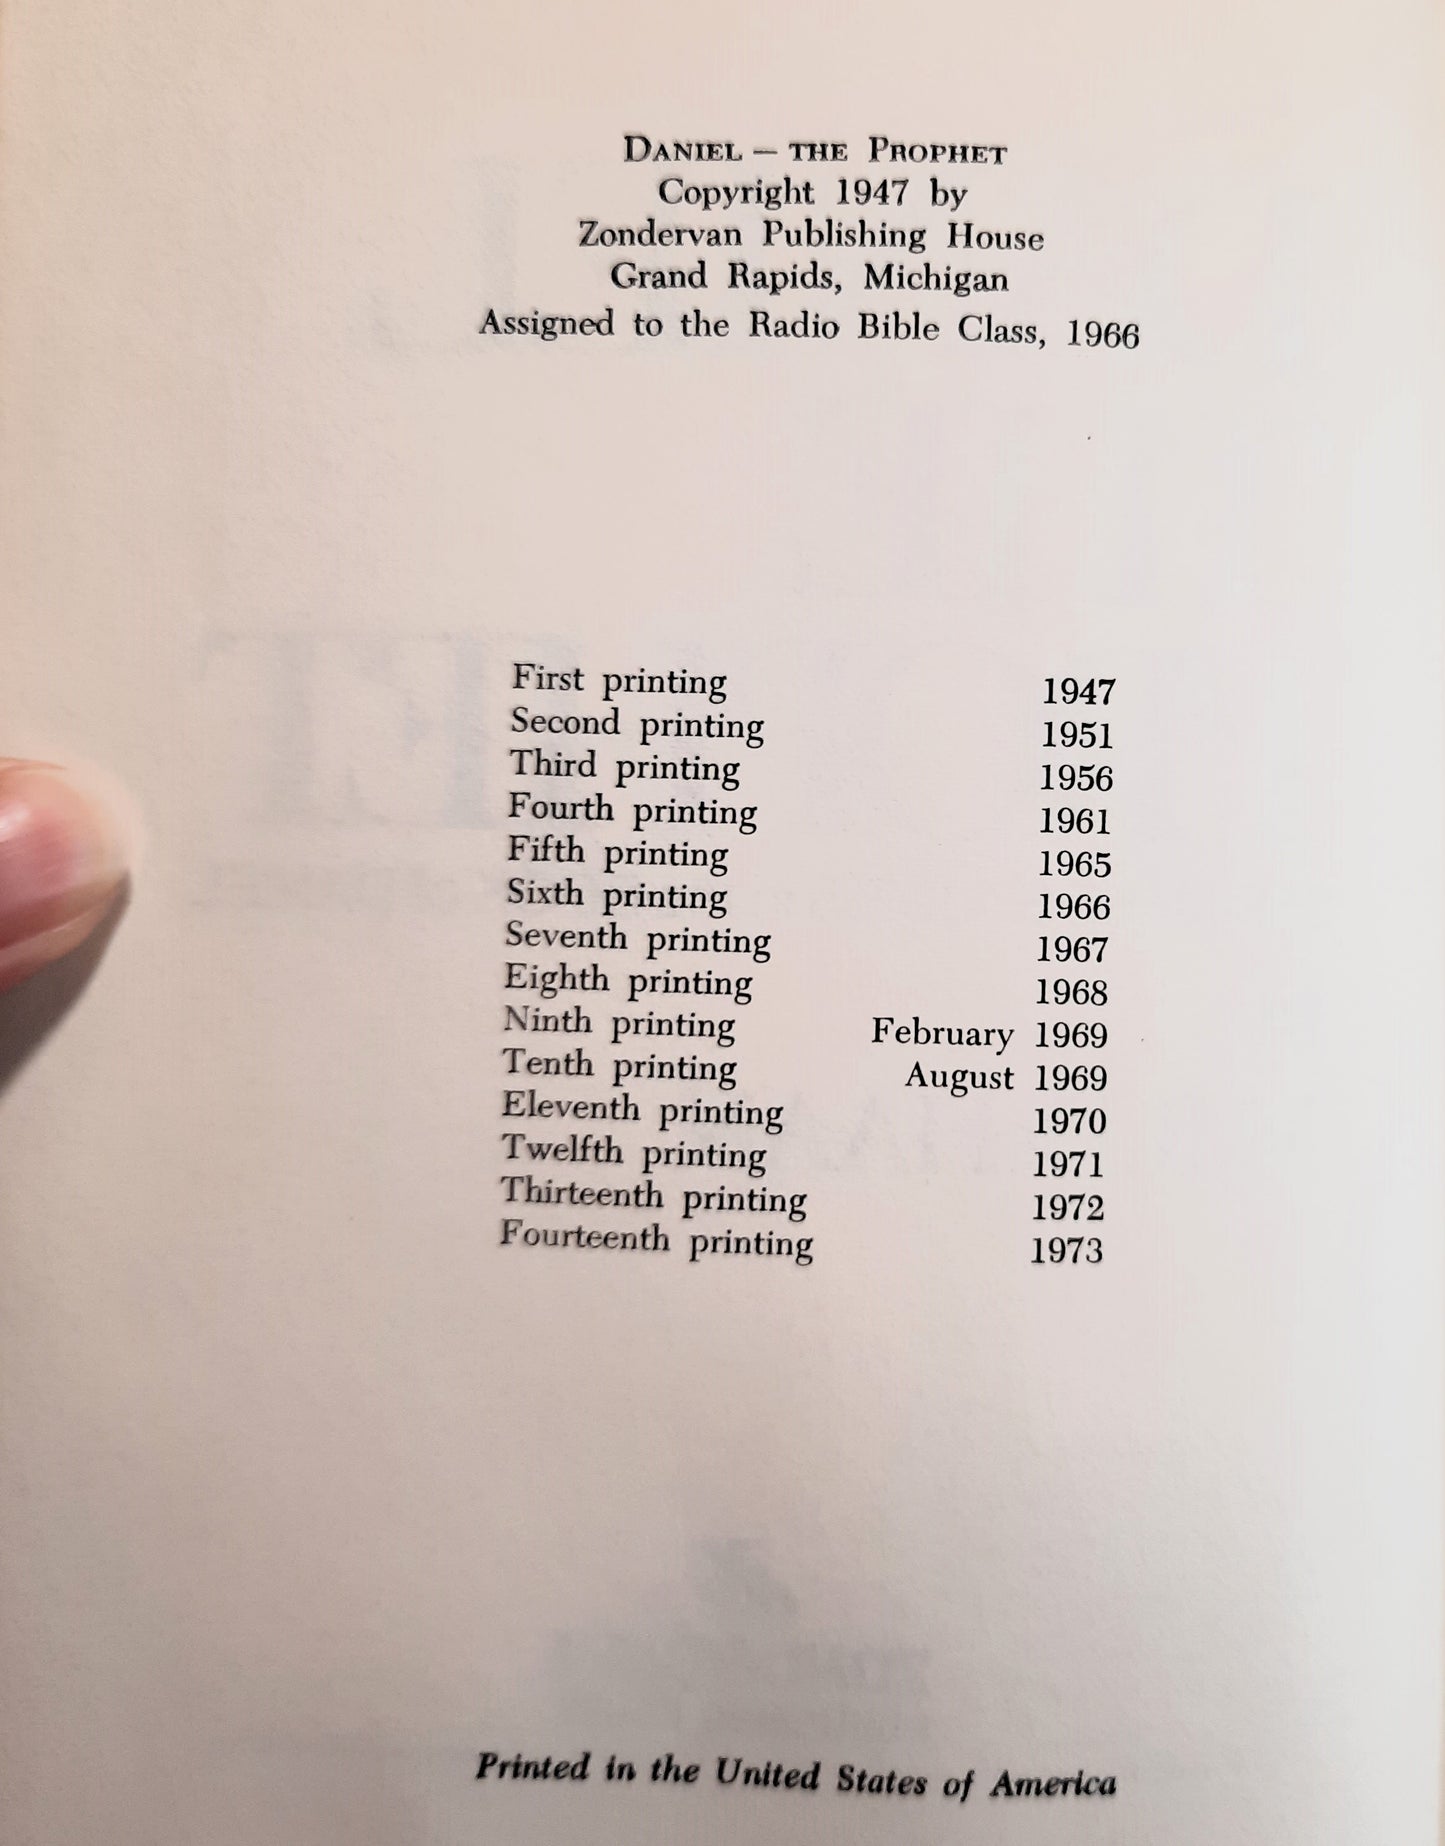 DANIEL — THE PROPHET
Copyright 1947 by
Zondervan Publishing House
Grand Rapids, Michigan
Assigned to the Radio Bible Class, 1966
First printing 1947
Second printing 1951
Third printing 1956
Fourth printing 1961
Fifth printing 1965
Sixth printing 1966
Seventh printing 1967
Eighth printing 1968
Ninth printing February 1969
Tenth printing August 1969
Eleventh printing 1970
Twelfth printing 1971
Thirteenth printing 1972
Fourteenth printing 1973
Printed in the United States of America